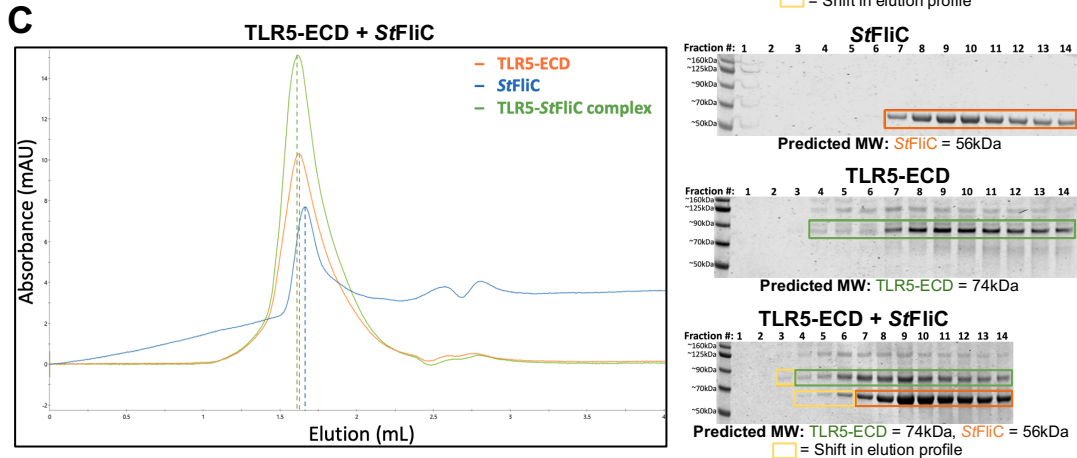 = Shift in elution profile
C
TLR5-ECD + StFliC
TLR5-ECD
StFliC
TLR5-StFliC complex
Absorbance (mAU)
14
12
10
8
6
4
2
0
-2
0 0.5 1 1.5 2 2.5 3 3.5 4
Elution (mL)
StFliC
Fraction #: 1 2 3 4 5 6 7 8 9 10 11 12 13 14
~160kDa
~125kDa
~90kDa
~70kDa
~50kDa
Predicted MW: StFliC = 56kDa
TLR5-ECD
Fraction #: 1 2 3 4 5 6 7 8 9 10 11 12 13 14
~160kDa
~125kDa
~90kDa
~70kDa
~50kDa
Predicted MW: TLR5-ECD = 74kDa
TLR5-ECD + StFliC
Fraction #: 1 2 3 4 5 6 7 8 9 10 11 12 13 14
~160kDa
~125kDa
~90kDa
~70kDa
~50kDa
Predicted MW: TLR5-ECD = 74kDa, StFliC = 56kDa
= Shift in elution profile